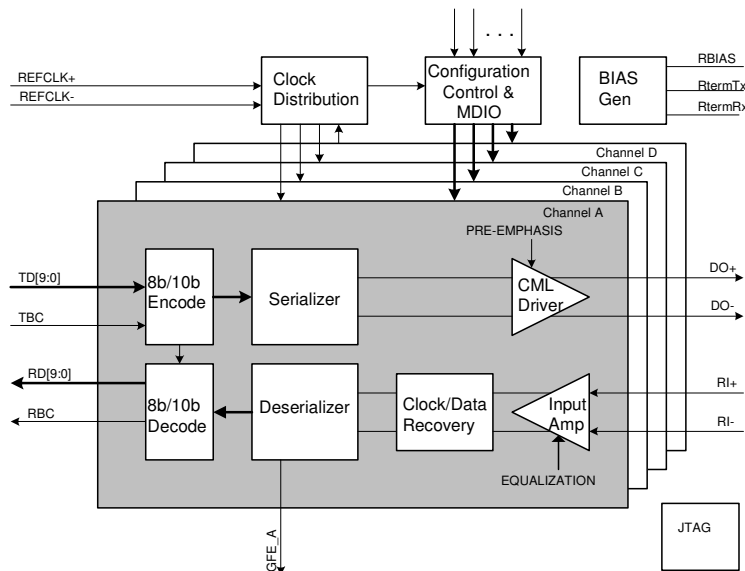 . . .
REFCLK+
REFCLK-
Clock
Distribution
Configuration
Control &
MDIO
BIAS
Gen
RBIAS
RtermTx
RtermRx
Channel D
Channel C
Channel B
Channel A
PRE-EMPHASIS
TD[9:0]
TBC
8b/10b
Encode
Serializer
CML
Driver
DO+
DO-
RD[9:0]
RBC
8b/10b
Decode
Deserializer
Clock/Data
Recovery
Input
Amp
RI+
RI-
EQUALIZATION
GFE_A
JTAG